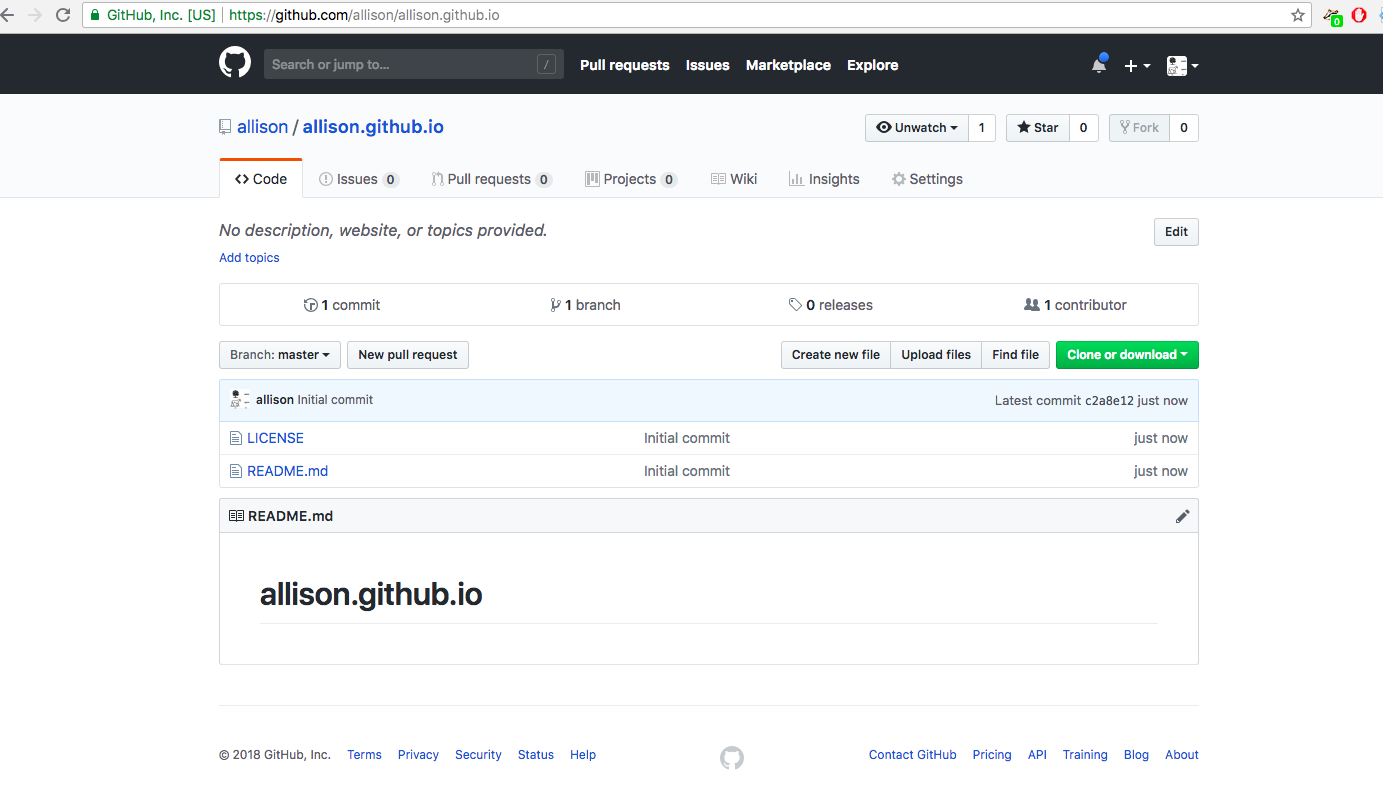 GitHub, Inc. [US] https://github.com/allison/allison.github.io 0
Search or jump to... / Pull requests Issues Marketplace Explore
allison / allison.github.io Unwatch 1 Star 0 Fork 0
Code Issues 0 Pull requests 0 Projects 0 Wiki Insights Settings
No description, website, or topics provided. Edit
Add topics
1 commit 1 branch 0 releases 1 contributor
Branch: master New pull request Create new file Upload files Find file Clone or download
allison Initial commit Latest commit c2a8e12 just now
LICENSE Initial commit just now
README.md Initial commit just now
README.md
allison.github.io
© 2018 GitHub, Inc. Terms Privacy Security Status Help Contact GitHub Pricing API Training Blog About